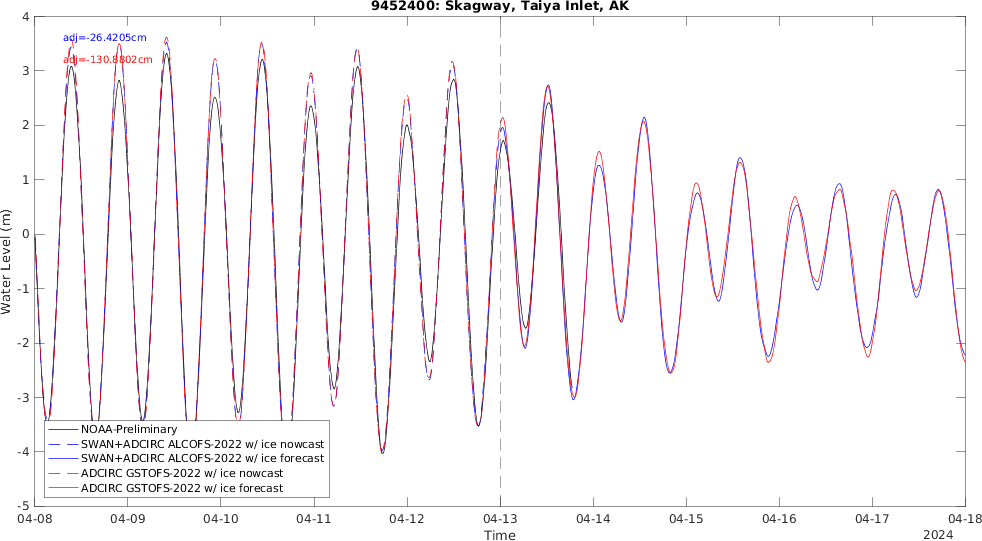 9452400: Skagway, Taiya Inlet, AK
adj=-26.4205cm
adj=-130.8802cm
Water Level (m)
4
3
2
1
0
-1
-2
-3
-4
-5
NOAA-Preliminary
SWAN+ADCIRC ALCOFS-2022 w/ ice nowcast
SWAN+ADCIRC ALCOFS-2022 w/ ice forecast
ADCIRC GSTOFS-2022 w/ ice nowcast
ADCIRC GSTOFS-2022 w/ ice forecast
04-08 04-09 04-10 04-11 04-12 04-13 04-14 04-15 04-16 04-17 04-18
Time
2024